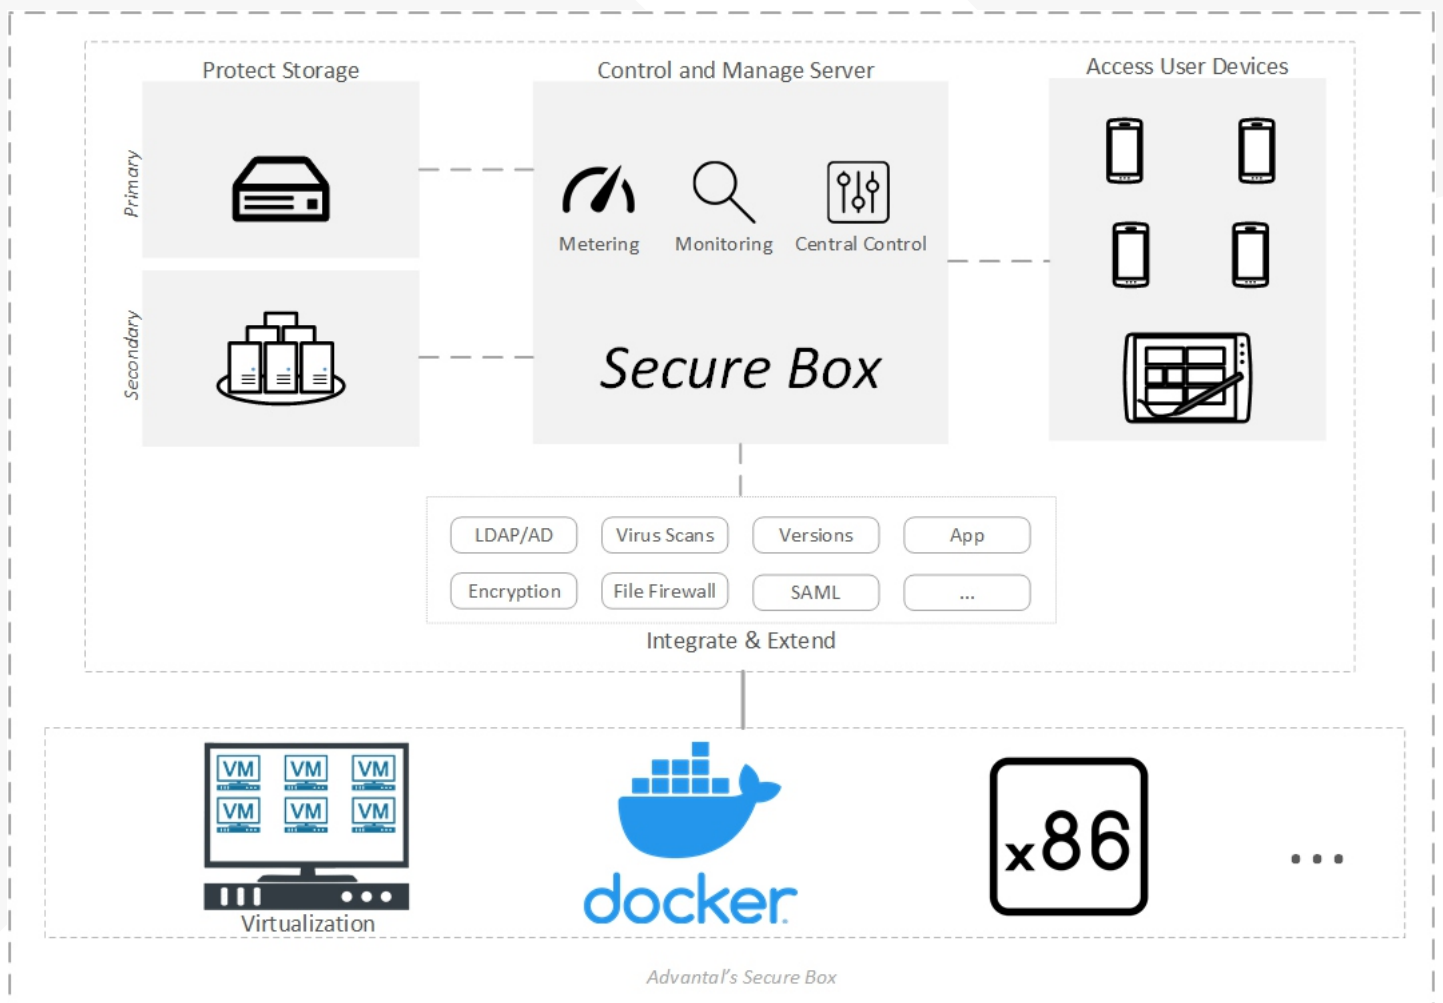 Protect Storage
Control and Manage Server
Access User Devices
Primary
Metering
Monitoring
Central Control
Secondary
Secure Box
LDAP/AD
Virus Scans
Versions
App
Encryption
File Firewall
SAML
...
Integrate & Extend
VM VM VM
VM VM VM
Virtualization
docker
x86
...
Advantal's Secure Box